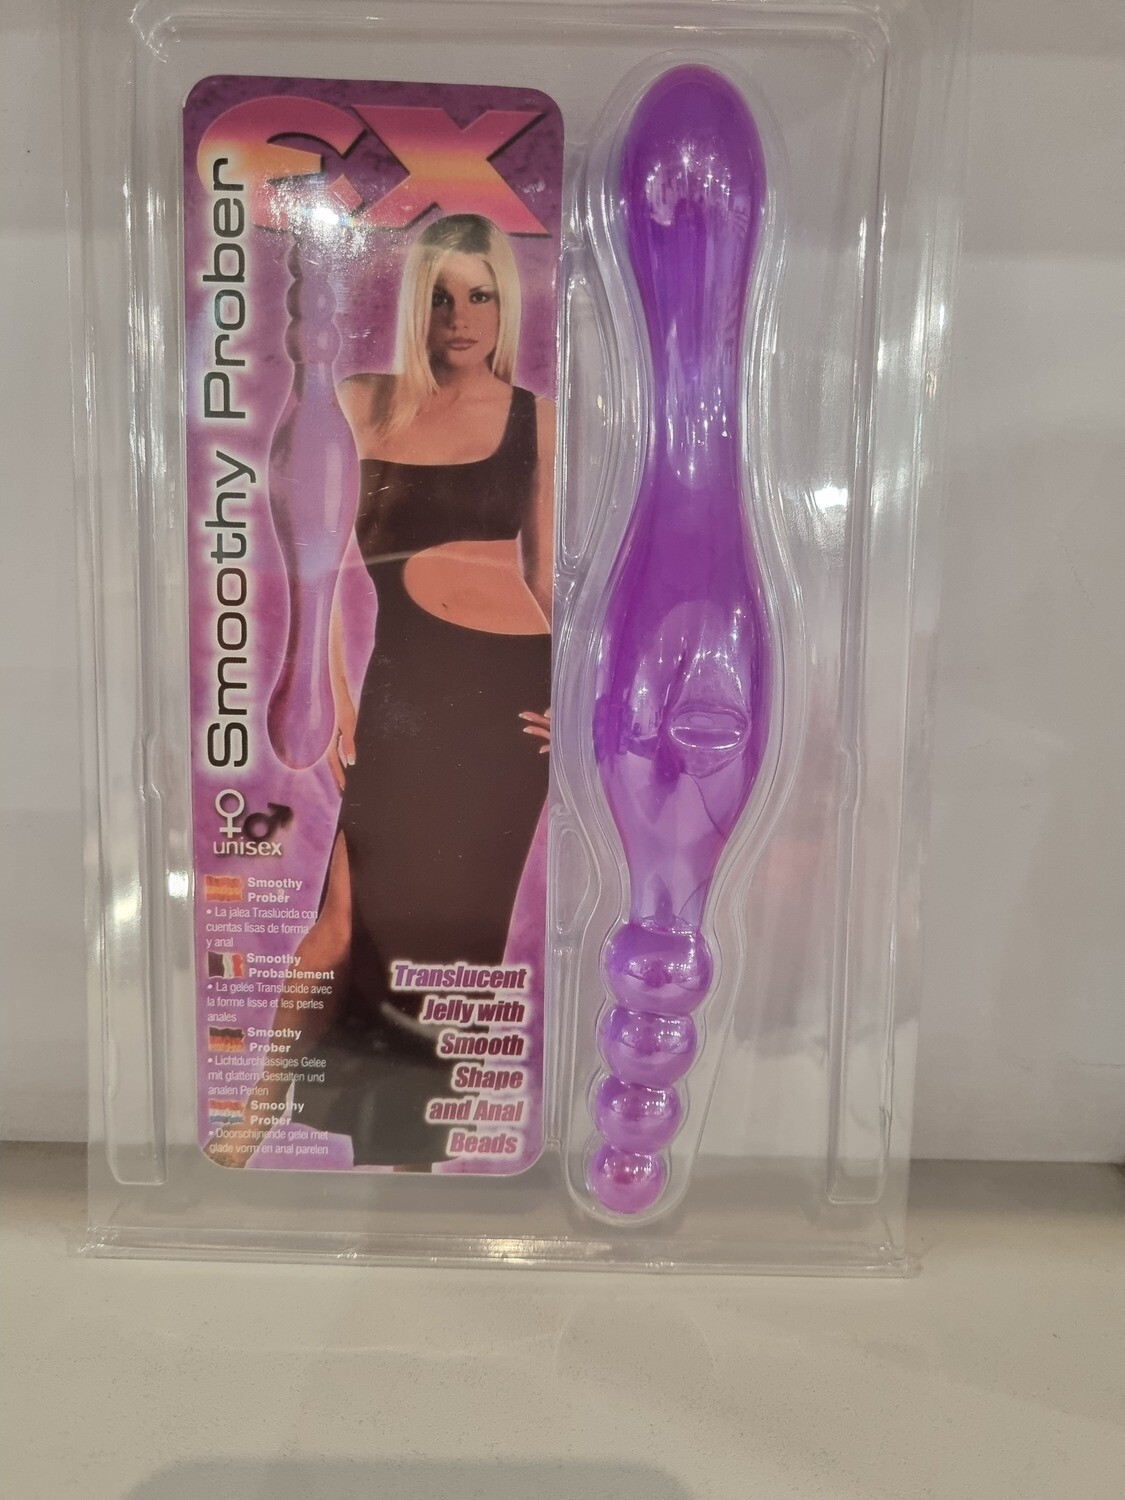 EX
Smoothy Prober
unisex
Smoothy
Prober
• La jalea Traslúcida con
cuentas lisas de forma
y anal
Smoothy
Probablement
• La gelée Translucide avec
la forme lisse et les perles
anales
Smoothy
Prober
• Lichtdurchlässiges Gelee
mit glattem Gestalten und
analen Perlen
Smoothy
Prober
• Doorschijnende gelei met
glade vorm en anal parelen
Translucent
Jelly with
Smooth
Shape
and Anal
Beads